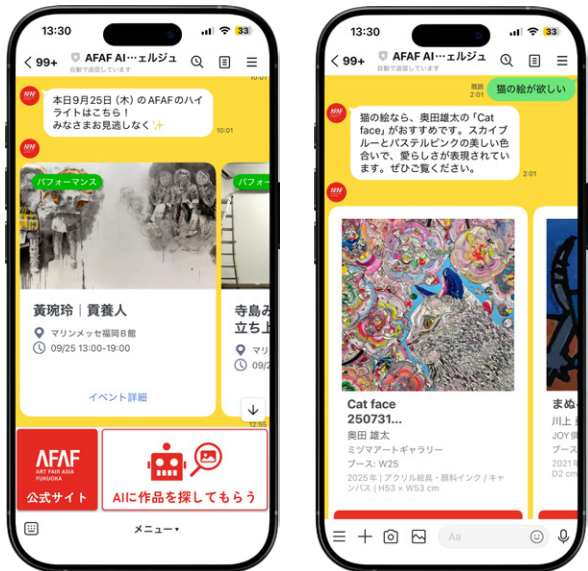 13:30
33
99+
AFAF AI…ェルジュ
自動で返信しています
10:01
本日9月25日 (木) のAFAFのハイ
ライトはこちら！
みなさまお見逃しなく✨
10:01
パフォーマンス
パフォー
黃琬玲｜貢養人
マリンメッセ福岡B館
09/25 13:00-19:00
イベント詳細
寺島み
立ち上
マリ
09/2
12:55
AFAF
ART FAIR ASIA
FUKUOKA
公式サイト
AIに作品を探してもらう
メニュー▾
13:30
33
99+
AFAF AI…ェルジュ
自動で返信しています
既読
2:01
猫の絵が欲しい
猫の絵なら、奥田雄太の「Cat
face」がおすすめです。スカイブ
ルーとパステルピンクの美しい色
合いで、愛らしさが表現されてい
ます。ぜひご覧ください。
2:01
Cat face
250731...
奥田 雄太
ミヅマアートギャラリー
ブース: W25
2025年 | アクリル絵具・顔料インク / キャ
ンバス | H53 × W53 cm
まぬ
川上
JOY
ブース
2021年
D2 cm
Aa